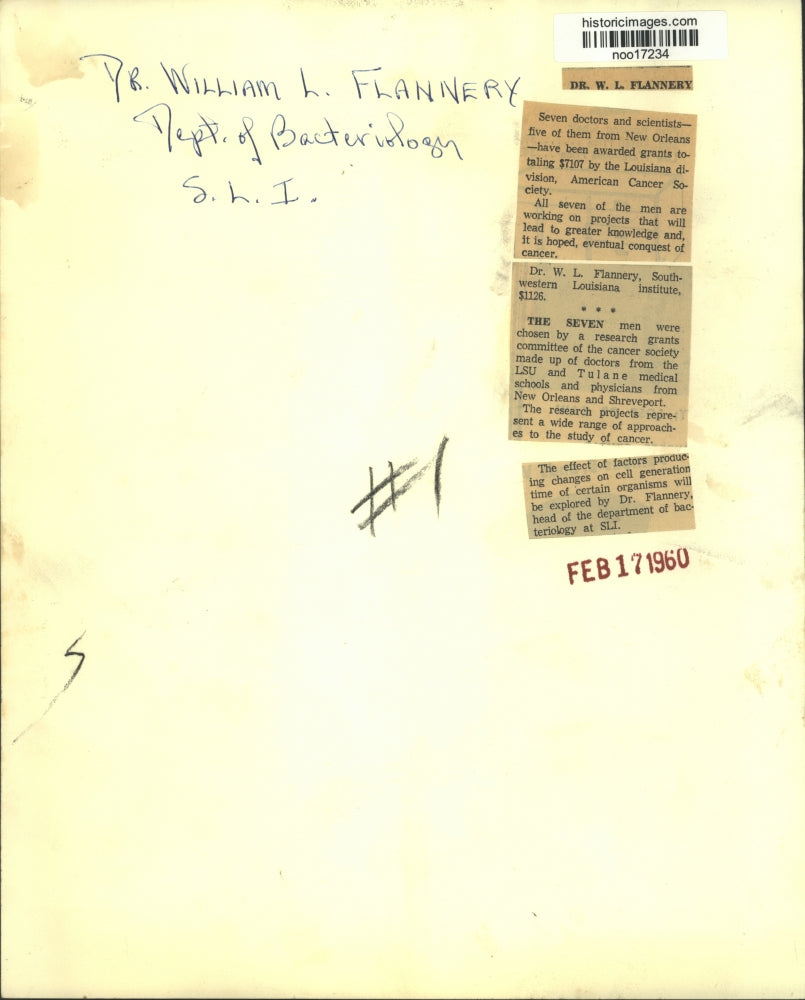 historicimages.com
noo17234
DR. WILLIAM L. FLANNERY
Dept. of Bacteriology
S. L. I.
DR. W. L. FLANNERY
Seven doctors and scientists—
five of them from New Orleans
—have been awarded grants to-
taling $7107 by the Louisiana di-
vision, American Cancer So-
ciety.
All seven of the men are
working on projects that will
lead to greater knowledge and,
it is hoped, eventual conquest of
cancer.
Dr. W. L. Flannery, South-
western Louisiana institute,
$1126.
* * *
THE SEVEN men were
chosen by a research grants
committee of the cancer society
made up of doctors from the
LSU and Tulane medical
schools and physicians from
New Orleans and Shreveport.
The research projects repre-
sent a wide range of approach-
es to the study of cancer.
The effect of factors produc-
ing changes on cell generation
time of certain organisms will
be explored by Dr. Flannery,
head of the department of bac-
teriology at SLI.
#1
FEB 17 1960